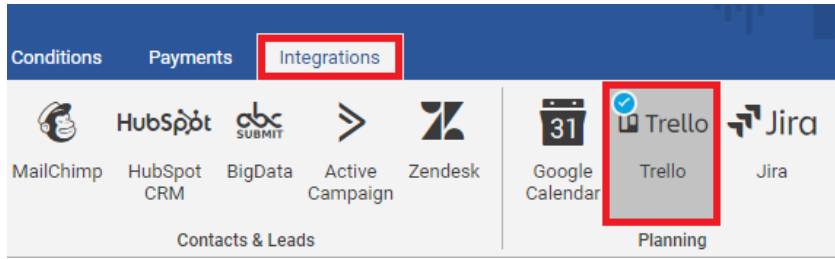 Conditions Payments Integrations
HubSpot abc SUBMIT 31 Trello Jira
MailChimp HubSpot CRM BigData Active Campaign Zendesk Google Calendar Trello Jira
Contacts & Leads Planning